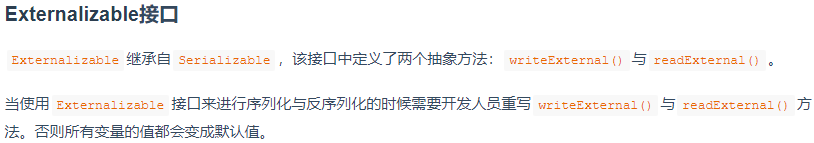 Externalizable接口
Externalizable 继承自 Serializable ，该接口中定义了两个抽象方法： writeExternal() 与 readExternal() 。
当使用 Externalizable 接口来进行序列化与反序列化的时候需要开发人员重写 writeExternal() 与 readExternal() 方
法。否则所有变量的值都会变成默认值。